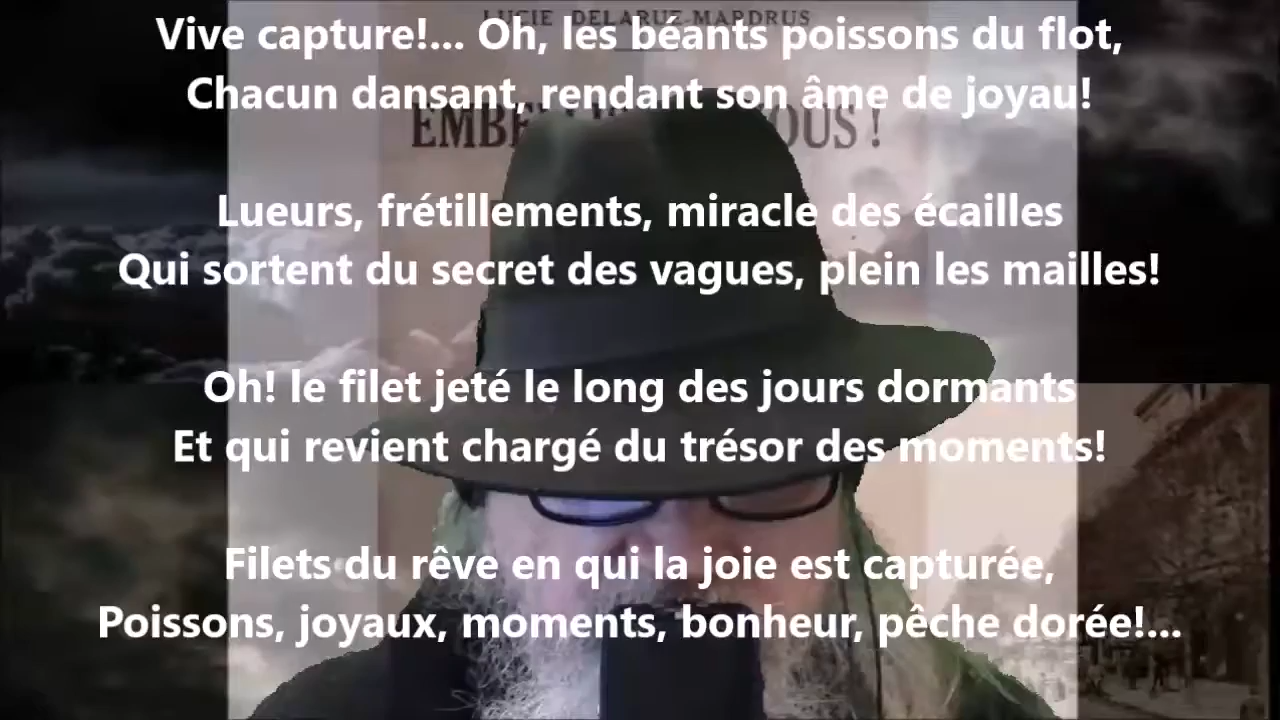 LUCIE DELARUE-MARDRUS
Vive capture!... Oh, les béants poissons du flot,
Chacun dansant, rendant son âme de joyau!
Lueurs, frétillements, miracle des écailles
Qui sortent du secret des vagues, plein les mailles!
Oh! le filet jeté le long des jours dormants
Et qui revient chargé du trésor des moments!
Filets du rêve en qui la joie est capturée,
Poissons, joyaux, moments, bonheur, pêche dorée!...